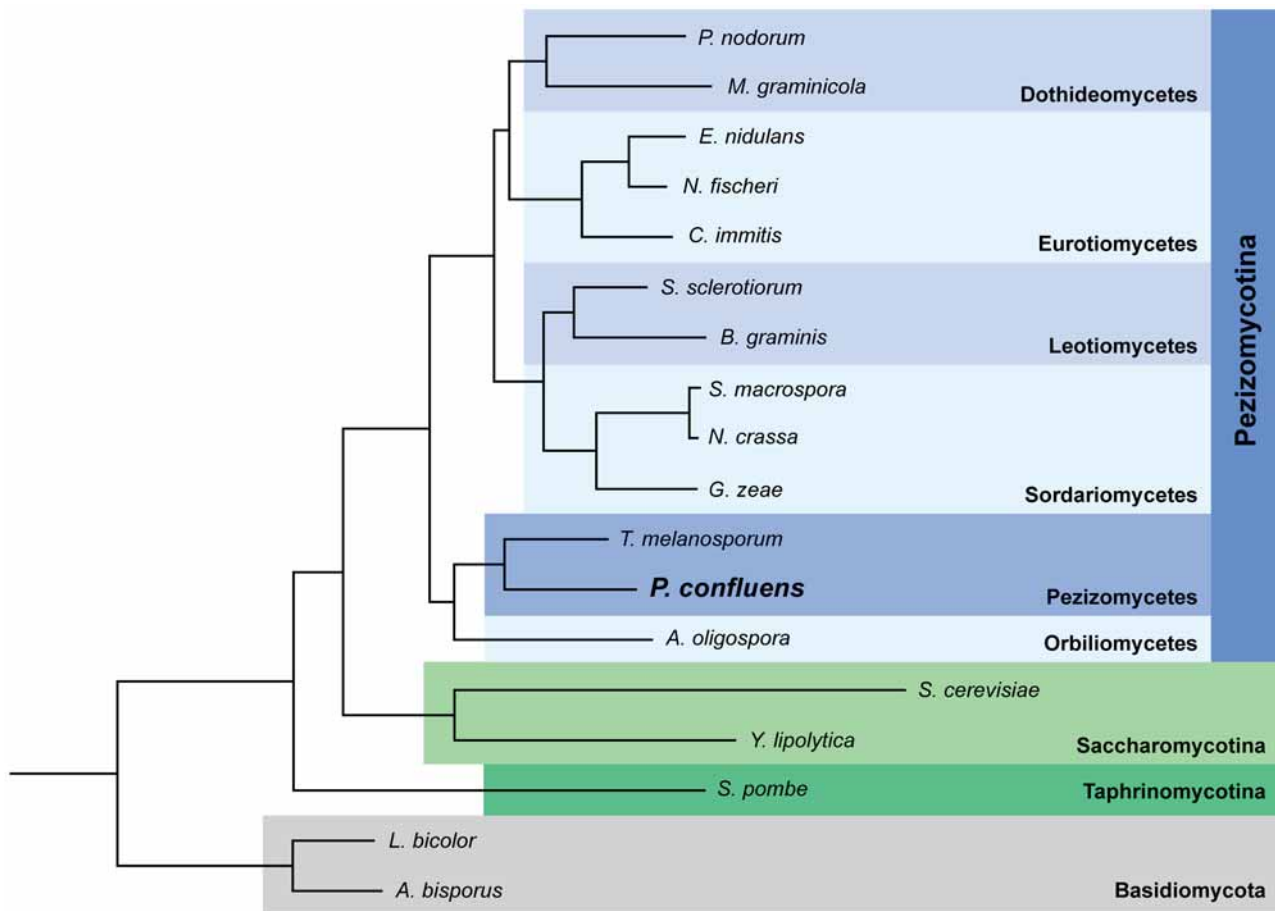 P. nodorum
M. graminicola
Dothideomycetes
E. nidulans
N. fischeri
C. immitis
Eurotiomycetes
S. sclerotiorum
B. graminis
Leotiomycetes
S. macrospora
N. crassa
G. zeae
Sordariomycetes
T. melanosporum
P. confluens
Pezizomycetes
A. oligospora
Orbiliomycetes
Pezizomycotina
S. cerevisiae
Y. lipolytica
Saccharomycotina
S. pombe
Taphrinomycotina
L. bicolor
A. bisporus
Basidiomycota